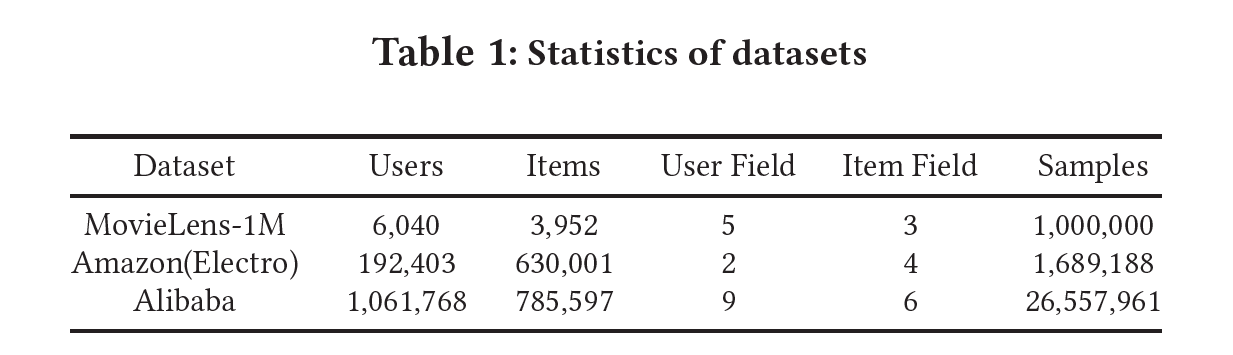 Table 1: Statistics of datasets
Dataset Users Items User Field Item Field Samples
MovieLens-1M 6,040 3,952 5 3 1,000,000
Amazon(Electro) 192,403 630,001 2 4 1,689,188
Alibaba 1,061,768 785,597 9 6 26,557,961